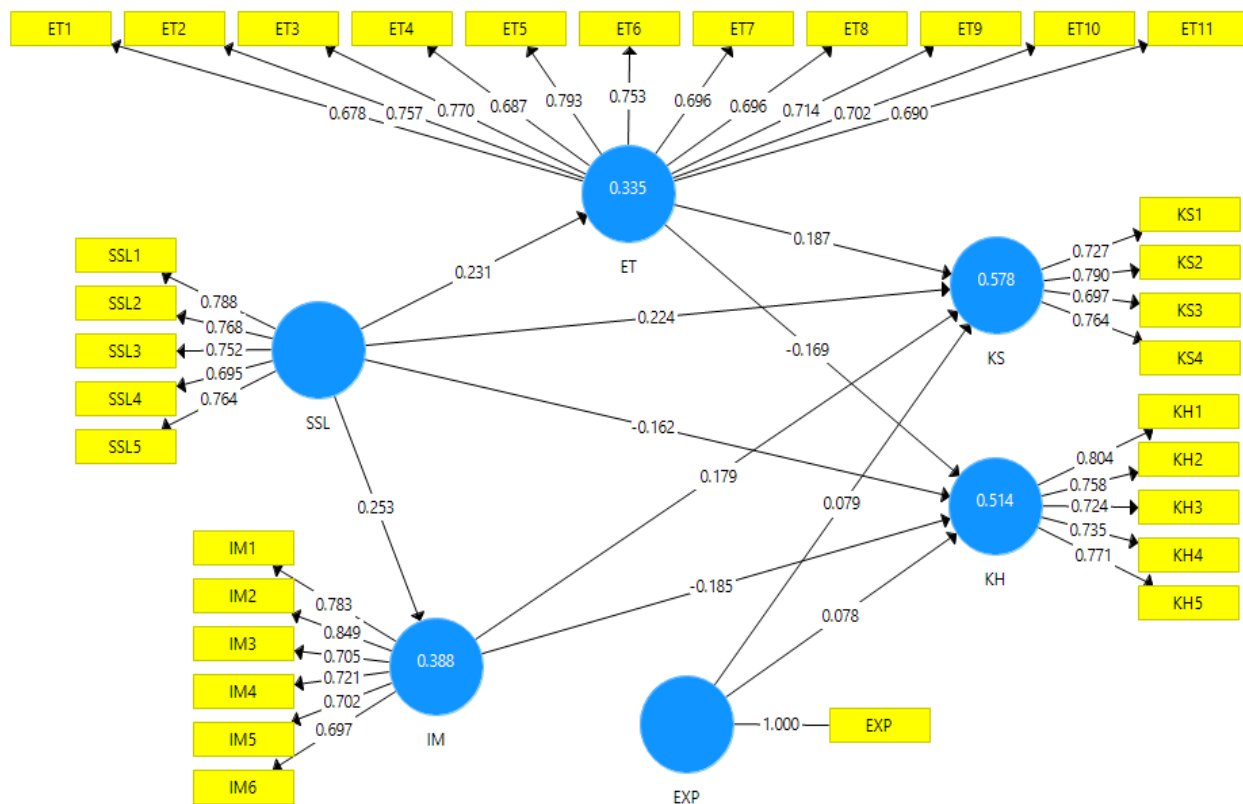 ET1 ET2 ET3 ET4 ET5 ET6 ET7 ET8 ET9 ET10 ET11
0.678 0.757 0.770 0.687 0.793 0.753 0.696 0.696 0.714 0.702 0.690
0.335
ET
SSL1
SSL2
SSL3
SSL4
SSL5
0.788
0.768
0.752
0.695
0.764
SSL
0.231
0.224
-0.162
0.253
0.187
-0.169
0.179
-0.185
0.079
0.078
0.578
KS
0.727
0.790
0.697
0.764
KS1
KS2
KS3
KS4
0.514
KH
0.804
0.758
0.724
0.735
0.771
KH1
KH2
KH3
KH4
KH5
IM1
IM2
IM3
IM4
IM5
IM6
0.783
0.849
0.705
0.721
0.702
0.697
0.388
IM
EXP
1.000
EXP